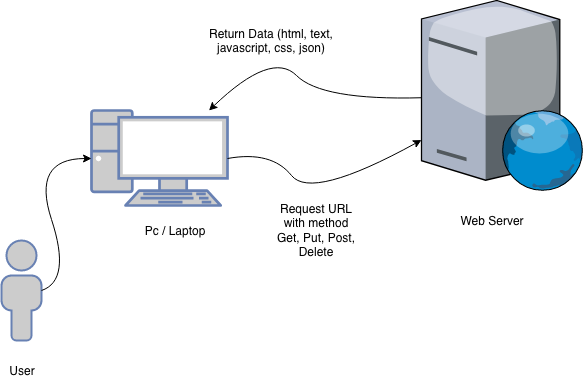 Return Data (html, text,
javascript, css, json)
Request URL
with method
Get, Put, Post,
Delete
Web Server
Pc / Laptop
User